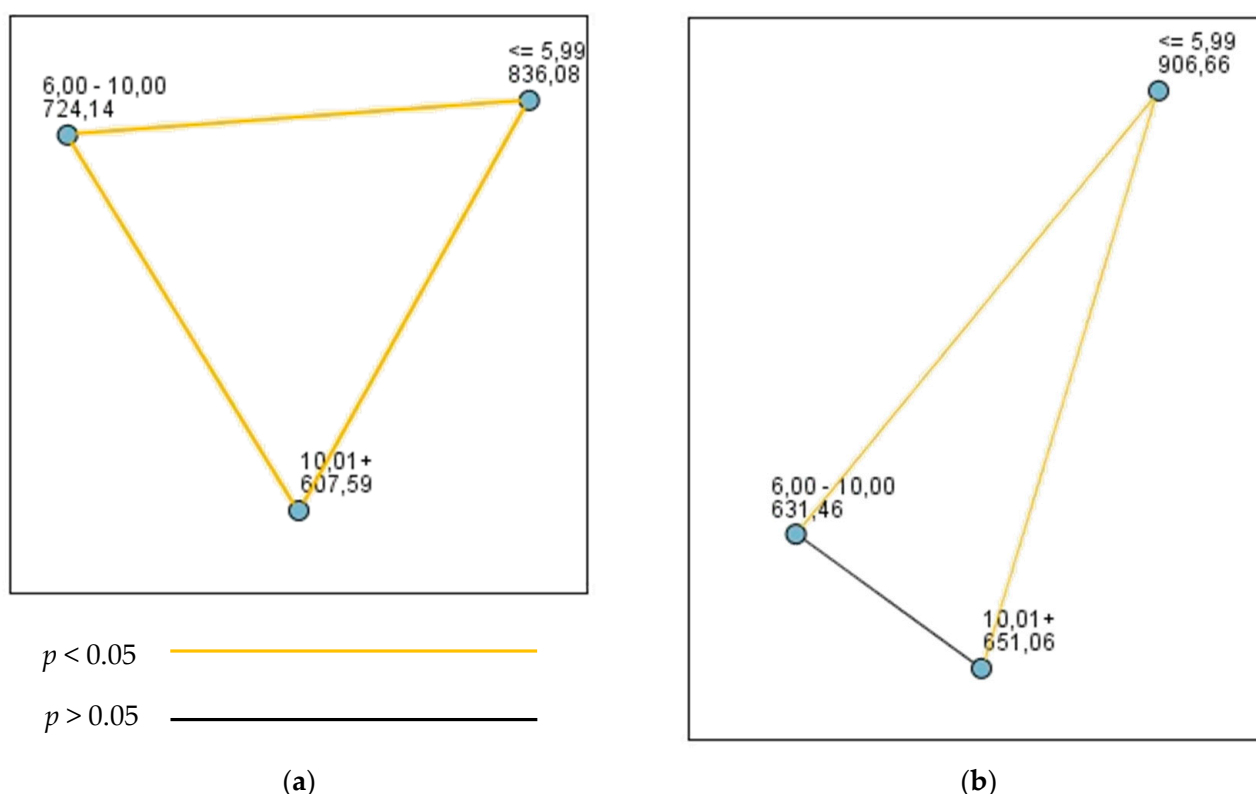 <= 5,99
836,08
6,00 - 10,00
724,14
10,01+
607,59
p < 0.05
p > 0.05
(a)
<= 5,99
906,66
6,00 - 10,00
631,46
10,01+
651,06
(b)